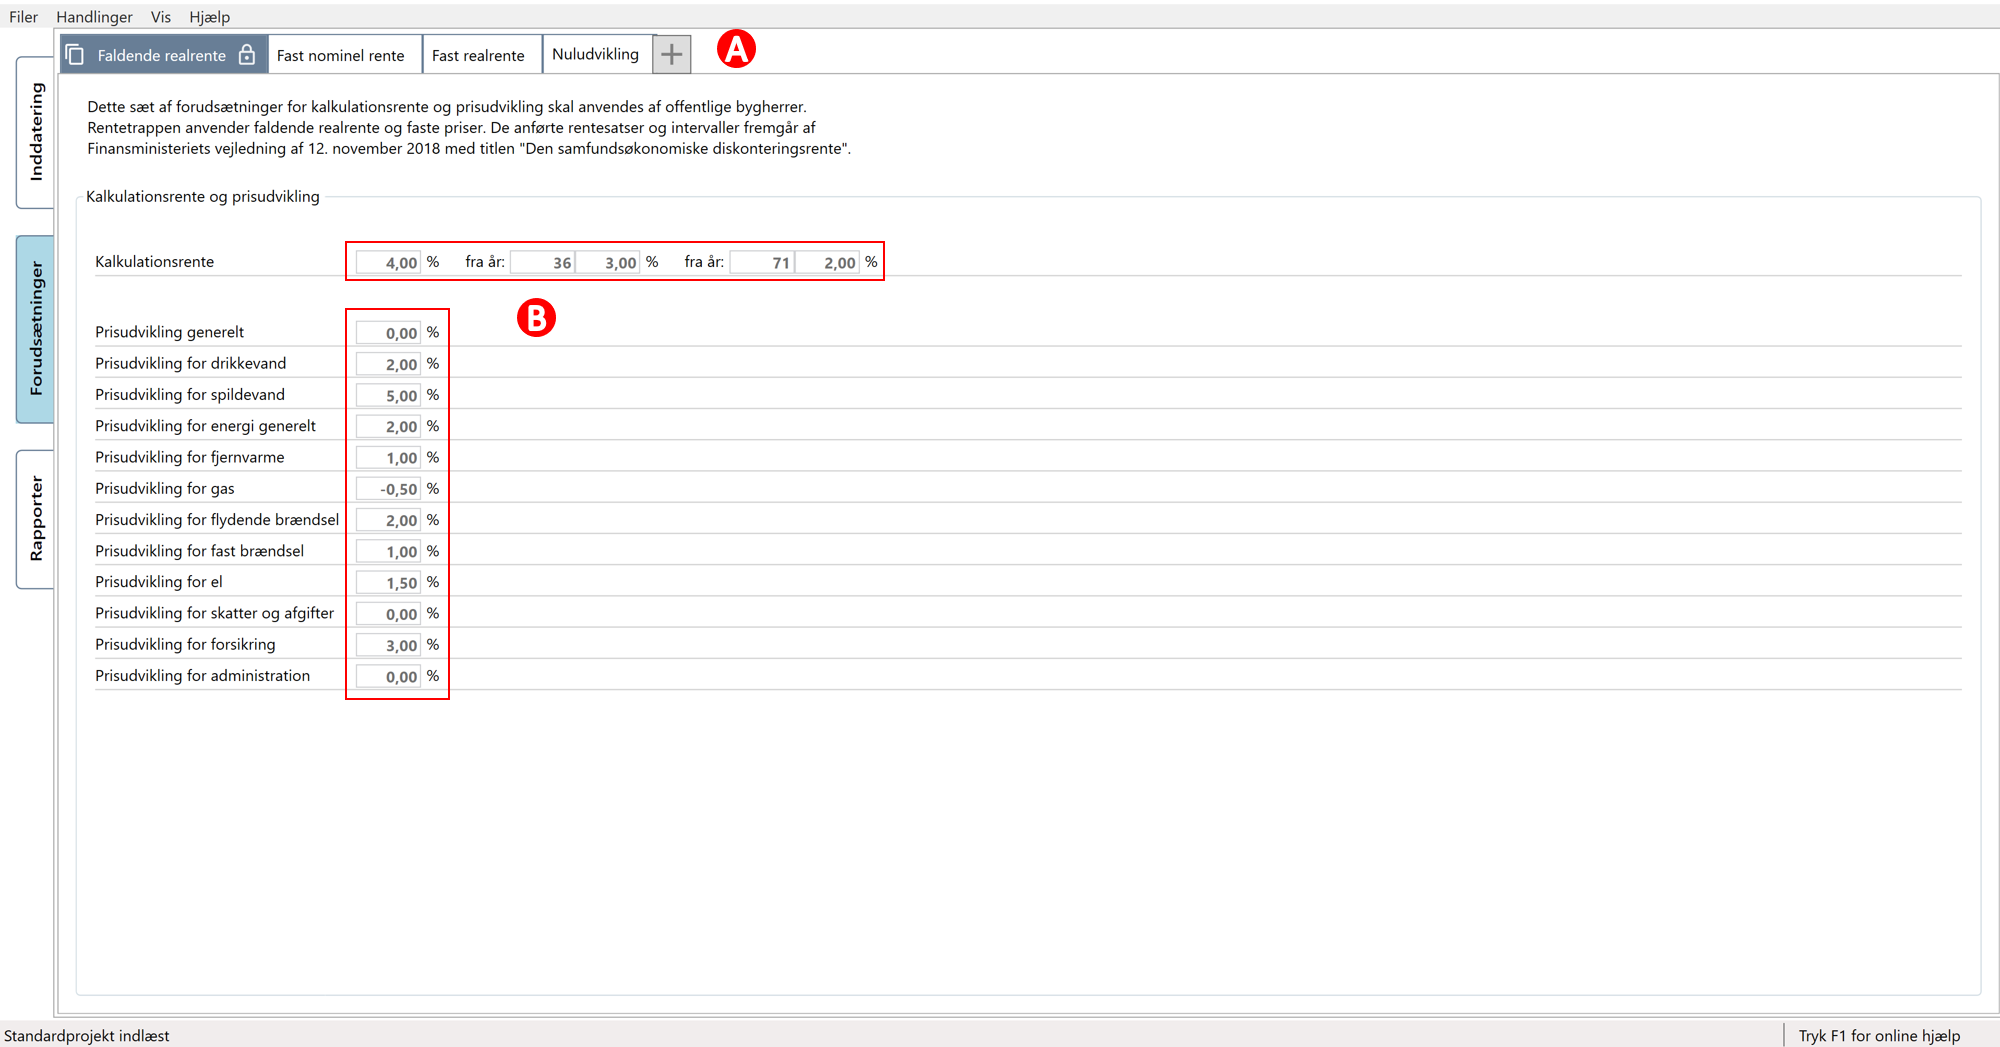 Filer Handlinger Vis Hjælp
Faldende realrente Fast nominel rente Fast realrente Nuludvikling + A
Inddatering
Forudsætninger
Rapporter
Dette sæt af forudsætninger for kalkulationsrente og prisudvikling skal anvendes af offentlige bygherrer.
Rentetrappen anvender faldende realrente og faste priser. De anførte rentesatser og intervaller fremgår af
Finansministeriets vejledning af 12. november 2018 med titlen "Den samfundsøkonomiske diskonteringsrente".
Kalkulationsrente og prisudvikling
Kalkulationsrente 4,00 % fra år: 36 3,00 % fra år: 71 2,00 %
B
Prisudvikling generelt 0,00 %
Prisudvikling for drikkevand 2,00 %
Prisudvikling for spildevand 5,00 %
Prisudvikling for energi generelt 2,00 %
Prisudvikling for fjernvarme 1,00 %
Prisudvikling for gas -0,50 %
Prisudvikling for flydende brændsel 2,00 %
Prisudvikling for fast brændsel 1,00 %
Prisudvikling for el 1,50 %
Prisudvikling for skatter og afgifter 0,00 %
Prisudvikling for forsikring 3,00 %
Prisudvikling for administration 0,00 %
Standardprojekt indlæst Tryk F1 for online hjælp